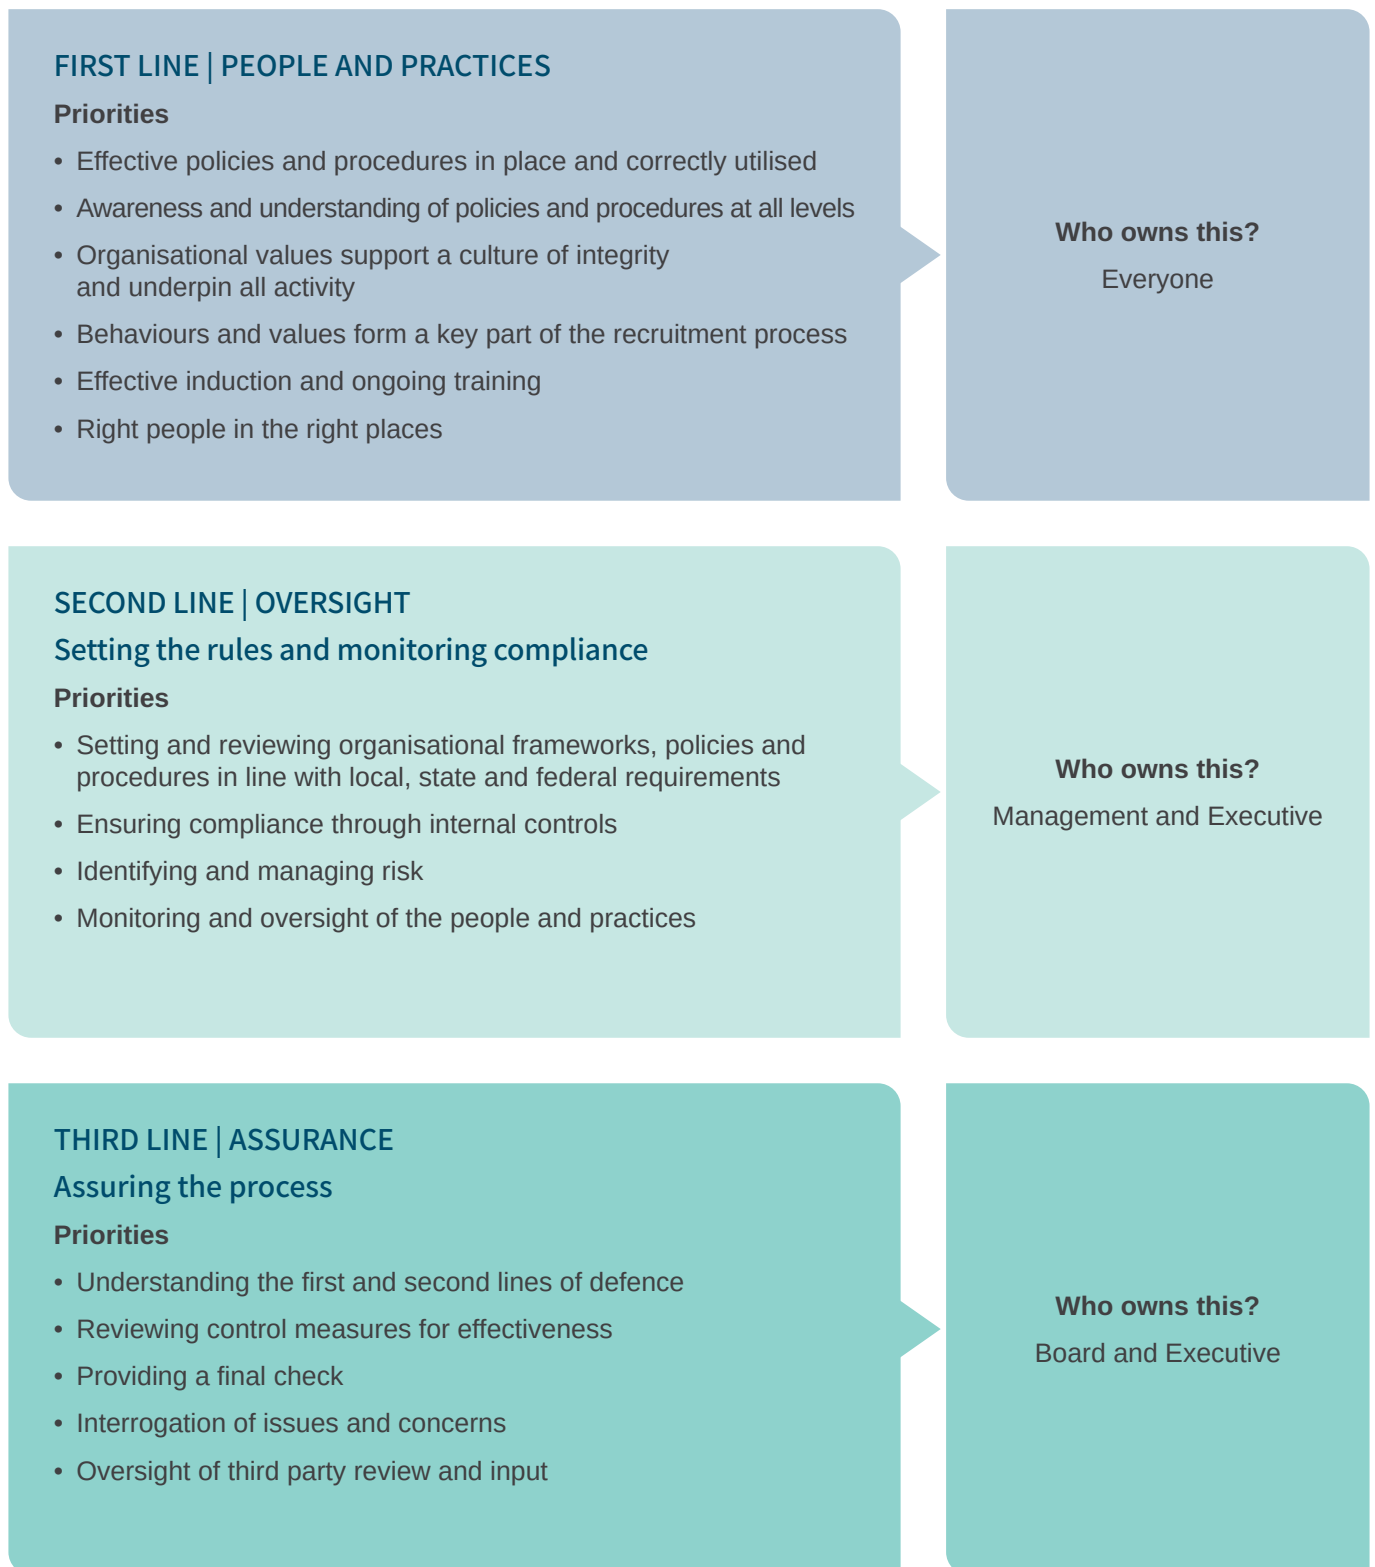 FIRST LINE | PEOPLE AND PRACTICES
Priorities
• Effective policies and procedures in place and correctly utilised
• Awareness and understanding of policies and procedures at all levels
• Organisational values support a culture of integrity
and underpin all activity
• Behaviours and values form a key part of the recruitment process
• Effective induction and ongoing training
• Right people in the right places
Who owns this?
Everyone
SECOND LINE | OVERSIGHT
Setting the rules and monitoring compliance
Priorities
• Setting and reviewing organisational frameworks, policies and
procedures in line with local, state and federal requirements
• Ensuring compliance through internal controls
• Identifying and managing risk
• Monitoring and oversight of the people and practices
Who owns this?
Management and Executive
THIRD LINE | ASSURANCE
Assuring the process
Priorities
• Understanding the first and second lines of defence
• Reviewing control measures for effectiveness
• Providing a final check
• Interrogation of issues and concerns
• Oversight of third party review and input
Who owns this?
Board and Executive